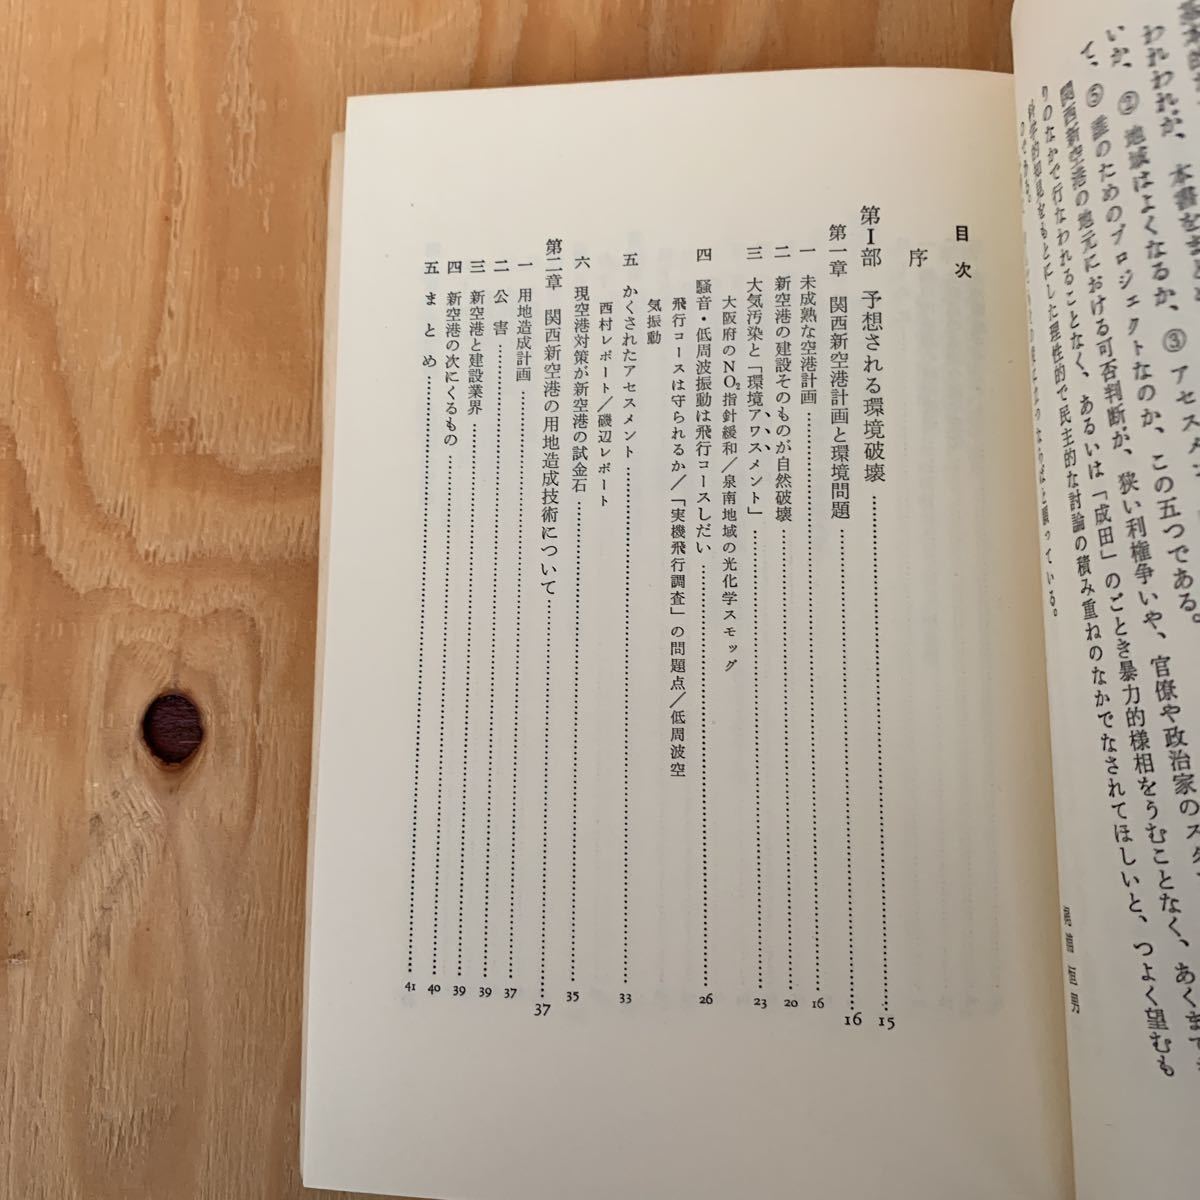 われわれが、本書をまと
いか、②地域はよくなるか、③アセスメ
イ、⑤誰のためのプロジェクトなのか、この五つである。
関西新空港の地元における可否判断が、狭い利権争いや、官僚や政治家の
りのなかで行なわれることなく、あるいは「成田」のごとき暴力的様相をうむことなく、あくまで
科学的知見をもとにした理性的で民主的な討論の積み重ねのなかでなされてほしいと、つよく望むも
のである。
恒男
目次
序
第Ⅰ部 予想される環境破壊……15
第一章 関西新空港計画と環境問題……16
一 未成熟な空港計画……16
二 新空港の建設そのものが自然破壊……20
三 大気汚染と「環境アワスメント」……23
大阪府のNO₂指針緩和／泉南地域の光化学スモッグ
四 騒音・低周波振動は飛行コースしだい……26
飛行コースは守られるか／「実機飛行調査」の問題点／低周波空
気振動
五 かくされたアセスメント……33
西村レポート／磯辺レポート
六 現空港対策が新空港の試金石……35
第二章 関西新空港の用地造成技術について……37
一 用地造成計画……37
二 公害……39
三 新空港と建設業界……39
四 新空港の次にくるもの……40
五 まとめ……41